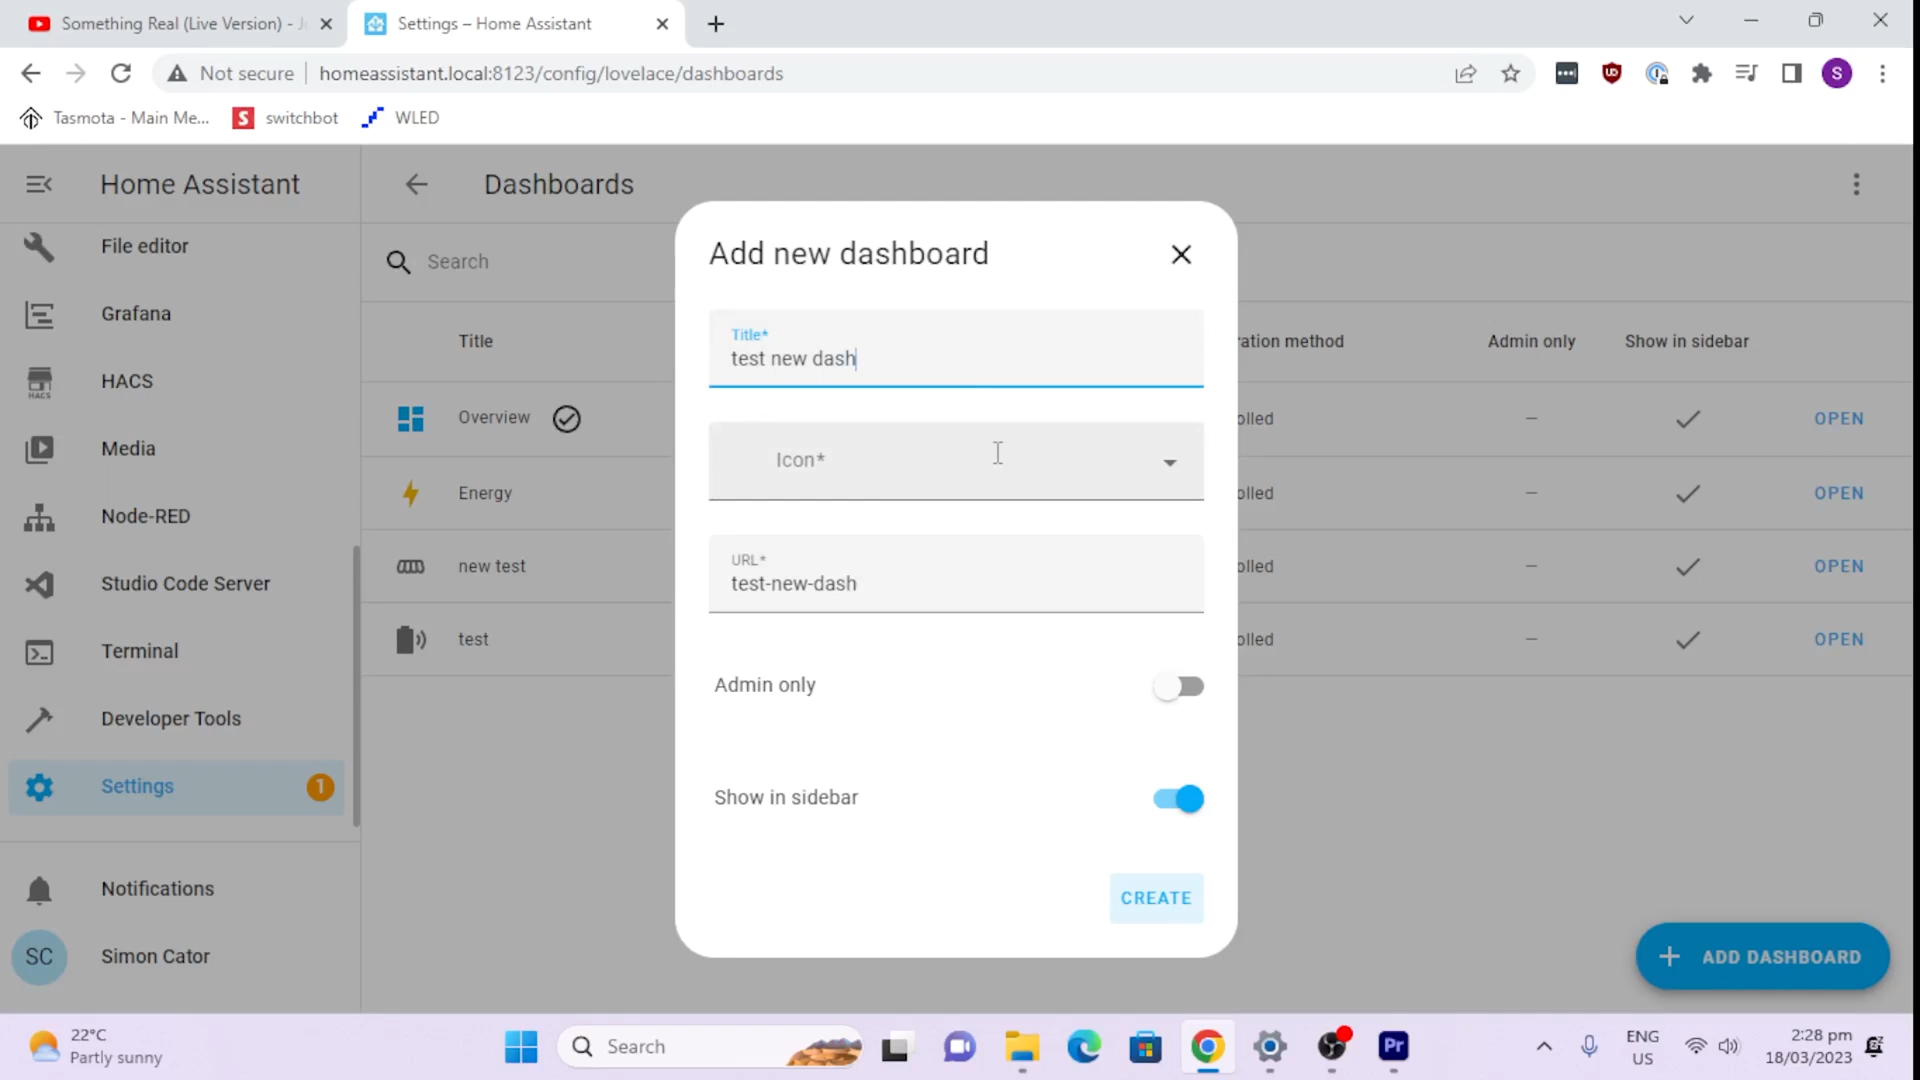 Something Real (Live Version) - J
Settings – Home Assistant
Not secure
homeassistant.local:8123/config/lovelace/dashboards
S
Tasmota - Main Me...
S
switchbot
WLED
Home Assistant
Dashboards
File editor
Search
Grafana
HACS
HACS
Media
Node-RED
Studio Code Server
Terminal
Developer Tools
Settings
1
Notifications
SC
Simon Cator
Title
ration method
Admin only
Show in sidebar
Overview
olled
–
OPEN
Energy
olled
–
OPEN
new test
olled
–
OPEN
test
olled
–
OPEN
Add new dashboard
Title*
test new dash
Icon*
URL*
test-new-dash
Admin only
Show in sidebar
CREATE
ADD DASHBOARD
22°C
Partly sunny
Search
Pr
ENG
US
2:28 pm
18/03/2023